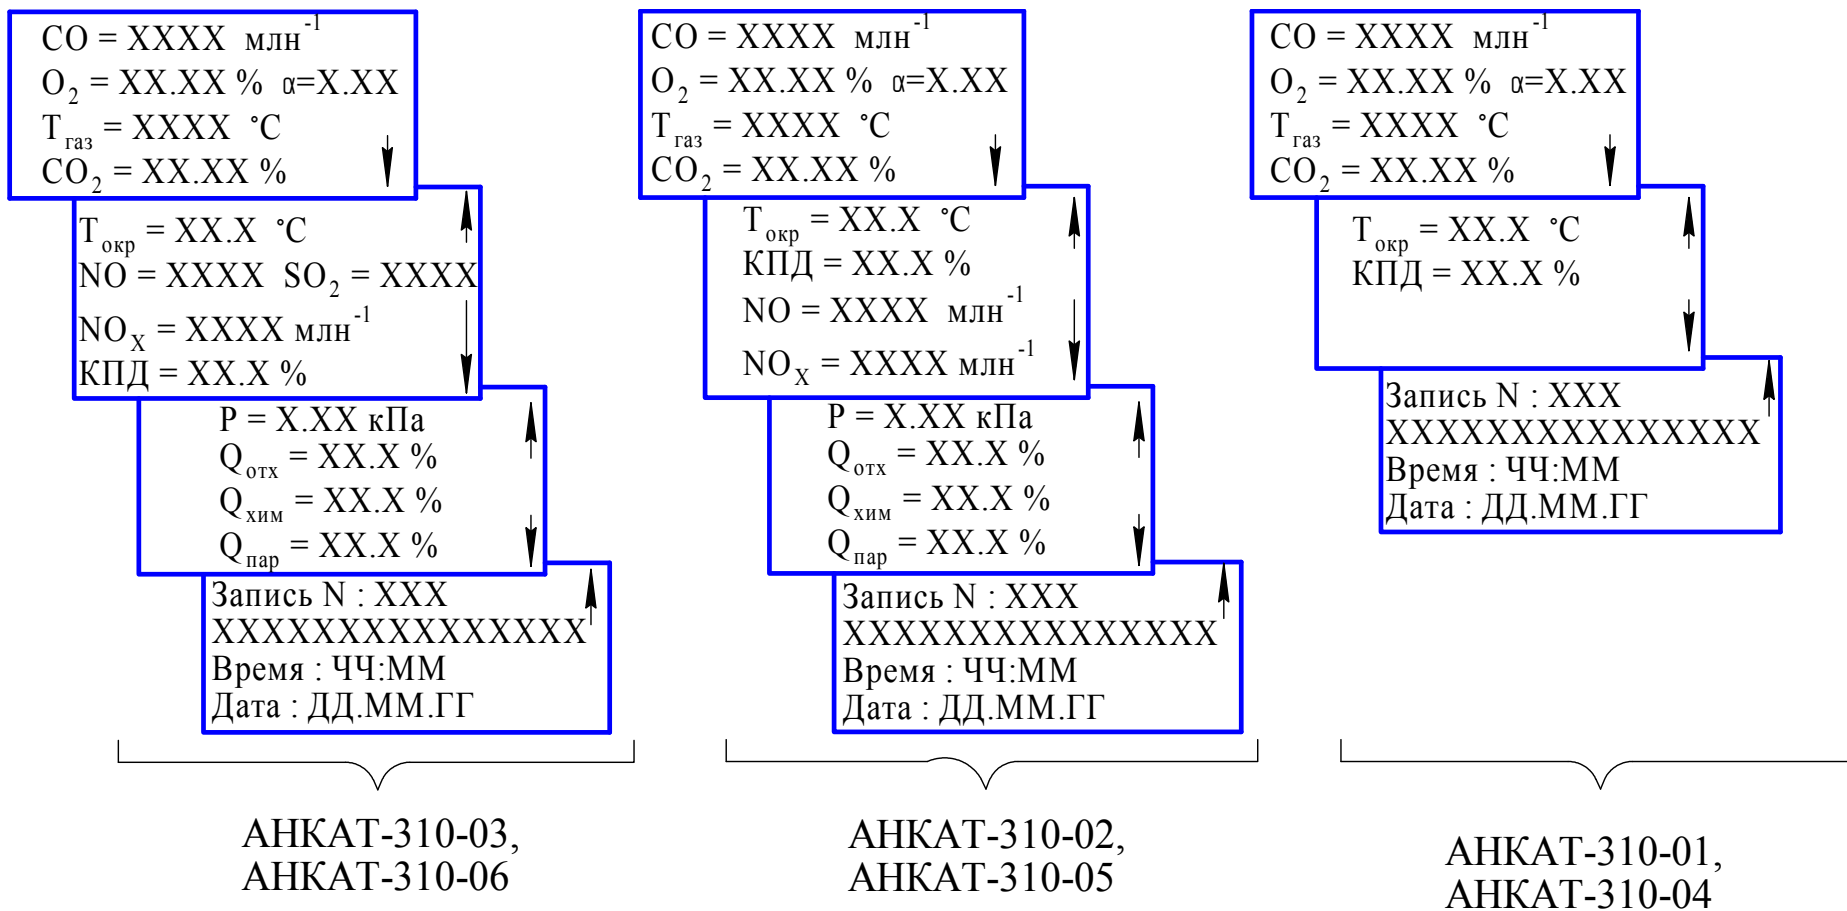 CO = XXXX млн⁻¹
O₂ = XX.XX % α=X.XX
Tгаз = XXXX °C
CO₂ = XX.XX %
Tокр = XX.X °C
NO = XXXX SO₂ = XXXX
NOX = XXXX млн⁻¹
КПД = XX.X %
P = X.XX кПа
Qотх = XX.X %
Qхим = XX.X %
Qпар = XX.X %
Запись N : XXX
XXXXXXXXXXXXXXX
Время : ЧЧ:ММ
Дата : ДД.ММ.ГГ
АНКАТ-310-03,
АНКАТ-310-06
CO = XXXX млн⁻¹
O₂ = XX.XX % α=X.XX
Tгаз = XXXX °C
CO₂ = XX.XX %
Tокр = XX.X °C
КПД = XX.X %
NO = XXXX млн⁻¹
NOX = XXXX млн⁻¹
P = X.XX кПа
Qотх = XX.X %
Qхим = XX.X %
Qпар = XX.X %
Запись N : XXX
XXXXXXXXXXXXXXX
Время : ЧЧ:ММ
Дата : ДД.ММ.ГГ
АНКАТ-310-02,
АНКАТ-310-05
CO = XXXX млн⁻¹
O₂ = XX.XX % α=X.XX
Tгаз = XXXX °C
CO₂ = XX.XX %
Tокр = XX.X °C
КПД = XX.X %
Запись N : XXX
XXXXXXXXXXXXXXX
Время : ЧЧ:ММ
Дата : ДД.ММ.ГГ
АНКАТ-310-01,
АНКАТ-310-04